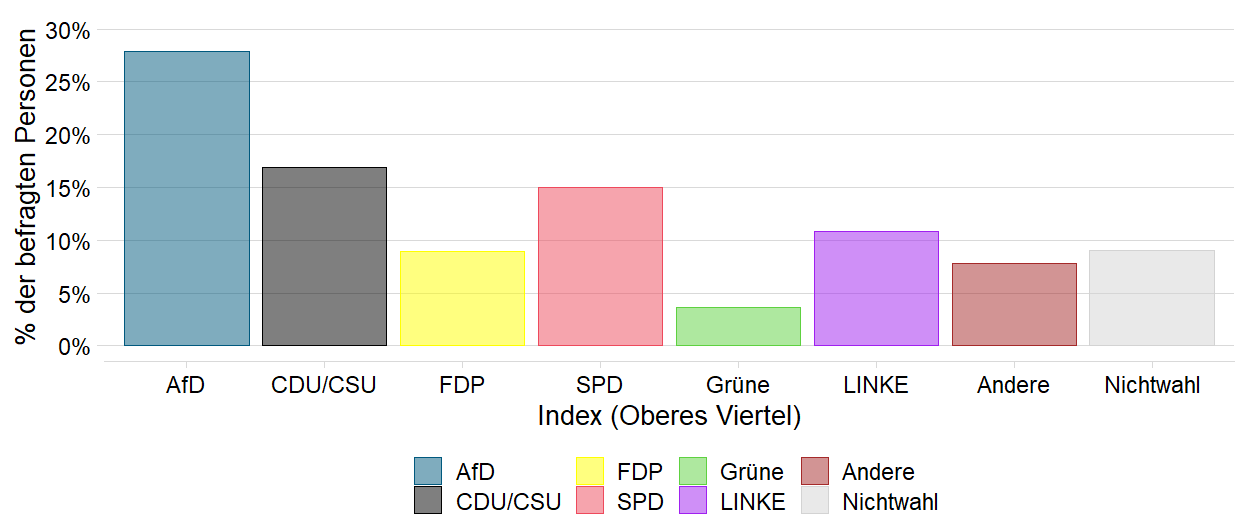 % der befragten Personen
30%
25%
20%
15%
10%
5%
0%
AfD CDU/CSU FDP SPD Grüne LINKE Andere Nichtwahl
Index (Oberes Viertel)
AfD FDP Grüne Andere
CDU/CSU SPD LINKE Nichtwahl